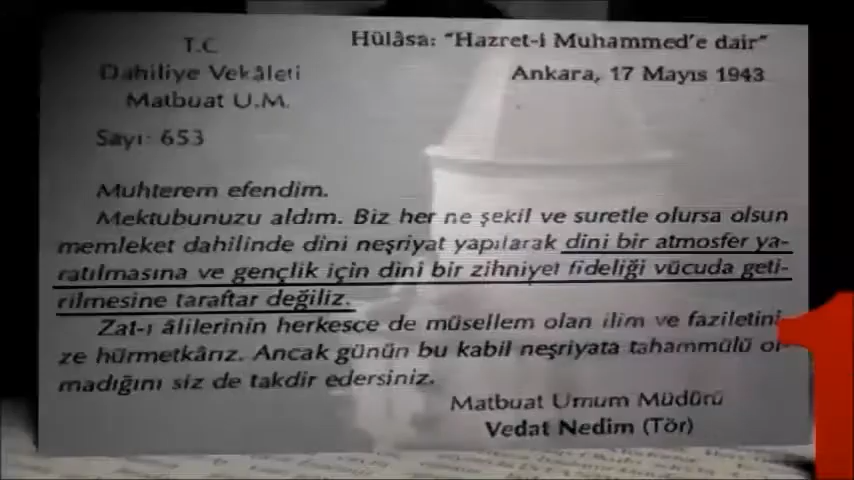 T.C
Hülâsa: "Hazret-i Muhammed'e dair"
Dahiliye Vekâleti
Ankara, 17 Mayıs 1943
Matbuat U.M.
Sayı: 653
Muhterem efendim.
Mektubunuzu aldım. Biz her ne şekil ve suretle olursa olsun
memleket dahilinde dini neşriyat yapılarak dini bir atmosfer ya-
ratılmasına ve gençlik için dini bir zihniyet fideliği vücuda geti-
rilmesine taraftar değiliz.
Zat-ı âlilerinin herkesçe de müsellem olan ilim ve faziletini-
ze hürmetkârız. Ancak günün bu kabil neşriyata tahammülü ol-
madığını siz de takdir edersiniz.
Matbuat Umum Müdürü
Vedat Nedim (Tör)
1